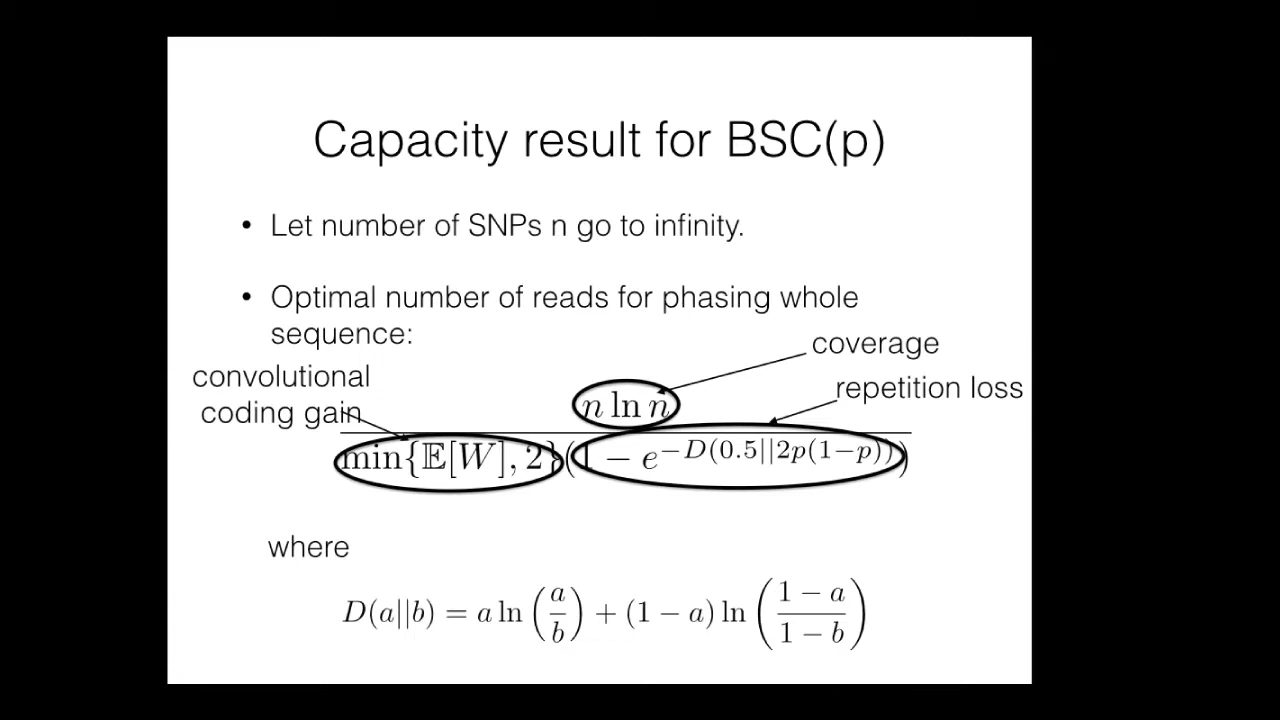 Capacity result for BSC(p)
• Let number of SNPs n go to infinity.
• Optimal number of reads for phasing whole
sequence:
coverage
convolutional
coding gain
repetition loss
n ln n
min{𝔼[W], 2}(1 − e^{−D(0.5||2p(1−p))})
where
D(a||b) = a ln (a/b) + (1 − a) ln ((1 − a)/(1 − b))